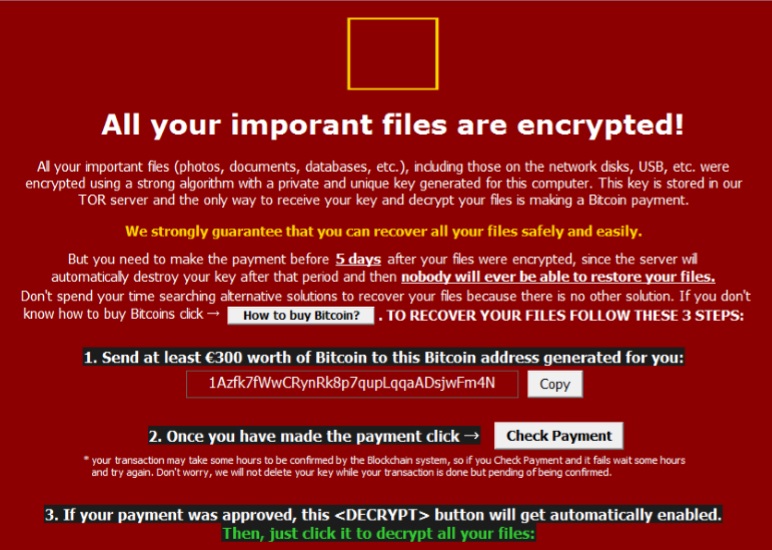 All your imporant files are encrypted!
All your important files (photos, documents, databases, etc.), including those on the network disks, USB, etc. were
encrypted using a strong algorithm with a private and unique key generated for this computer. This key is stored in our
TOR server and the only way to receive your key and decrypt your files is making a Bitcoin payment.
We strongly guarantee that you can recover all your files safely and easily.
But you need to make the payment before 5 days after your files were encrypted, since the server will
automatically destroy your key after that period and then nobody will ever be able to restore your files.
Don't spend your time searching alternative solutions to recover your files because there is no other solution. If you don't
know how to buy Bitcoins click → How to buy Bitcoin? . TO RECOVER YOUR FILES FOLLOW THESE 3 STEPS:
1. Send at least €300 worth of Bitcoin to this Bitcoin address generated for you:
1Azfk7fWwCRynRk8p7qupLqqaADsjwFm4N Copy
2. Once you have made the payment click → Check Payment
* your transaction may take some hours to be confirmed by the Blockchain system, so if you Check Payment and it fails wait some hours
and try again. Don't worry, we will not delete your key while your transaction is done but pending of being confirmed.
3. If your payment was approved, this <DECRYPT> button will get automatically enabled.
Then, just click it to decrypt all your files: